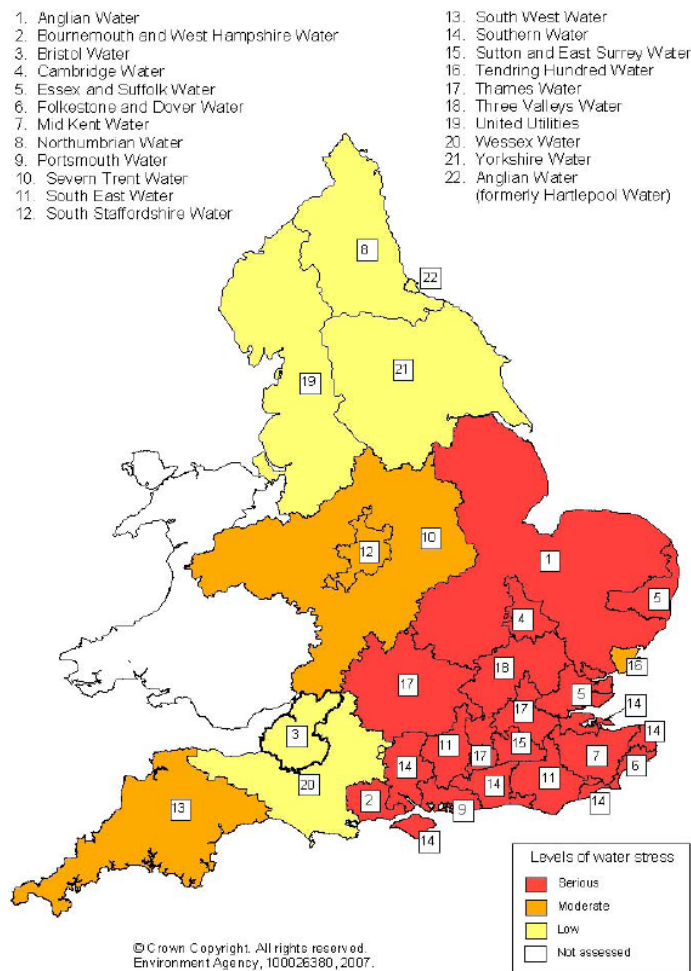 1. Anglian Water
2. Bournemouth and West Hampshire Water
3. Bristol Water
4. Cambridge Water
5. Essex and Suffolk Water
6. Folkestone and Dover Water
7. Mid Kent Water
8. Northumbrian Water
9. Portsmouth Water
10. Severn Trent Water
11. South East Water
12. South Staffordshire Water
13. South West Water
14. Southern Water
15. Sutton and East Surrey Water
16. Tendring Hundred Water
17. Thames Water
18. Three Valleys Water
19. United Utilities
20. Wessex Water
21. Yorkshire Water
22. Anglian Water
(formerly Hartlepool Water)
8
22
21
19
10
12
1
5
4
16
18
17
5
14
17
14
3
15
11
14
7
17
6
11
20
14
2
9
14
13
14
Levels of water stress
Serious
Moderate
Low
Not assessed
© Crown Copyright. All rights reserved.
Environment Agency, 100026380, 2007.